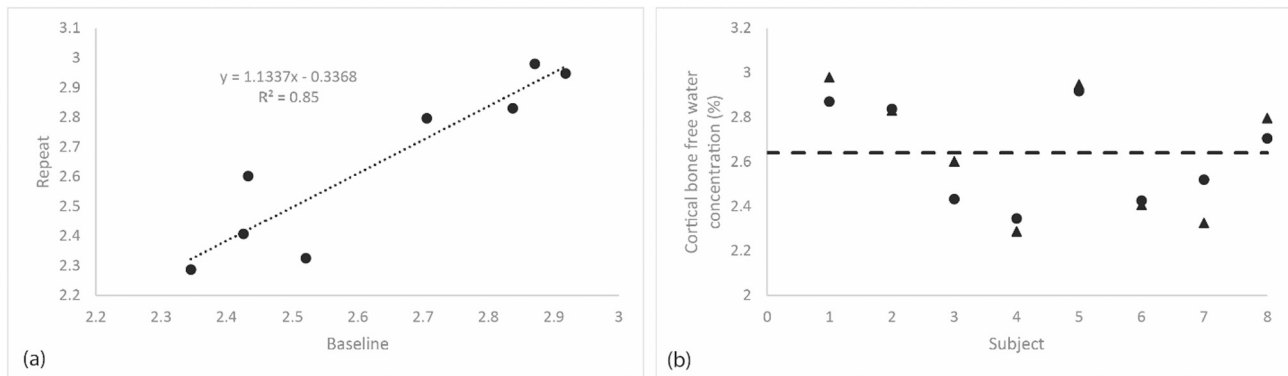 3.1
3
2.9
2.8
2.7
2.6
2.5
2.4
2.3
2.2
Repeat
y = 1.1337x - 0.3368
R² = 0.85
2.2 2.3 2.4 2.5 2.6 2.7 2.8 2.9 3
Baseline
(a)
3.2
3
2.8
2.6
2.4
2.2
2
Cortical bone free water
concentration (%)
0 1 2 3 4 5 6 7 8
Subject
(b)